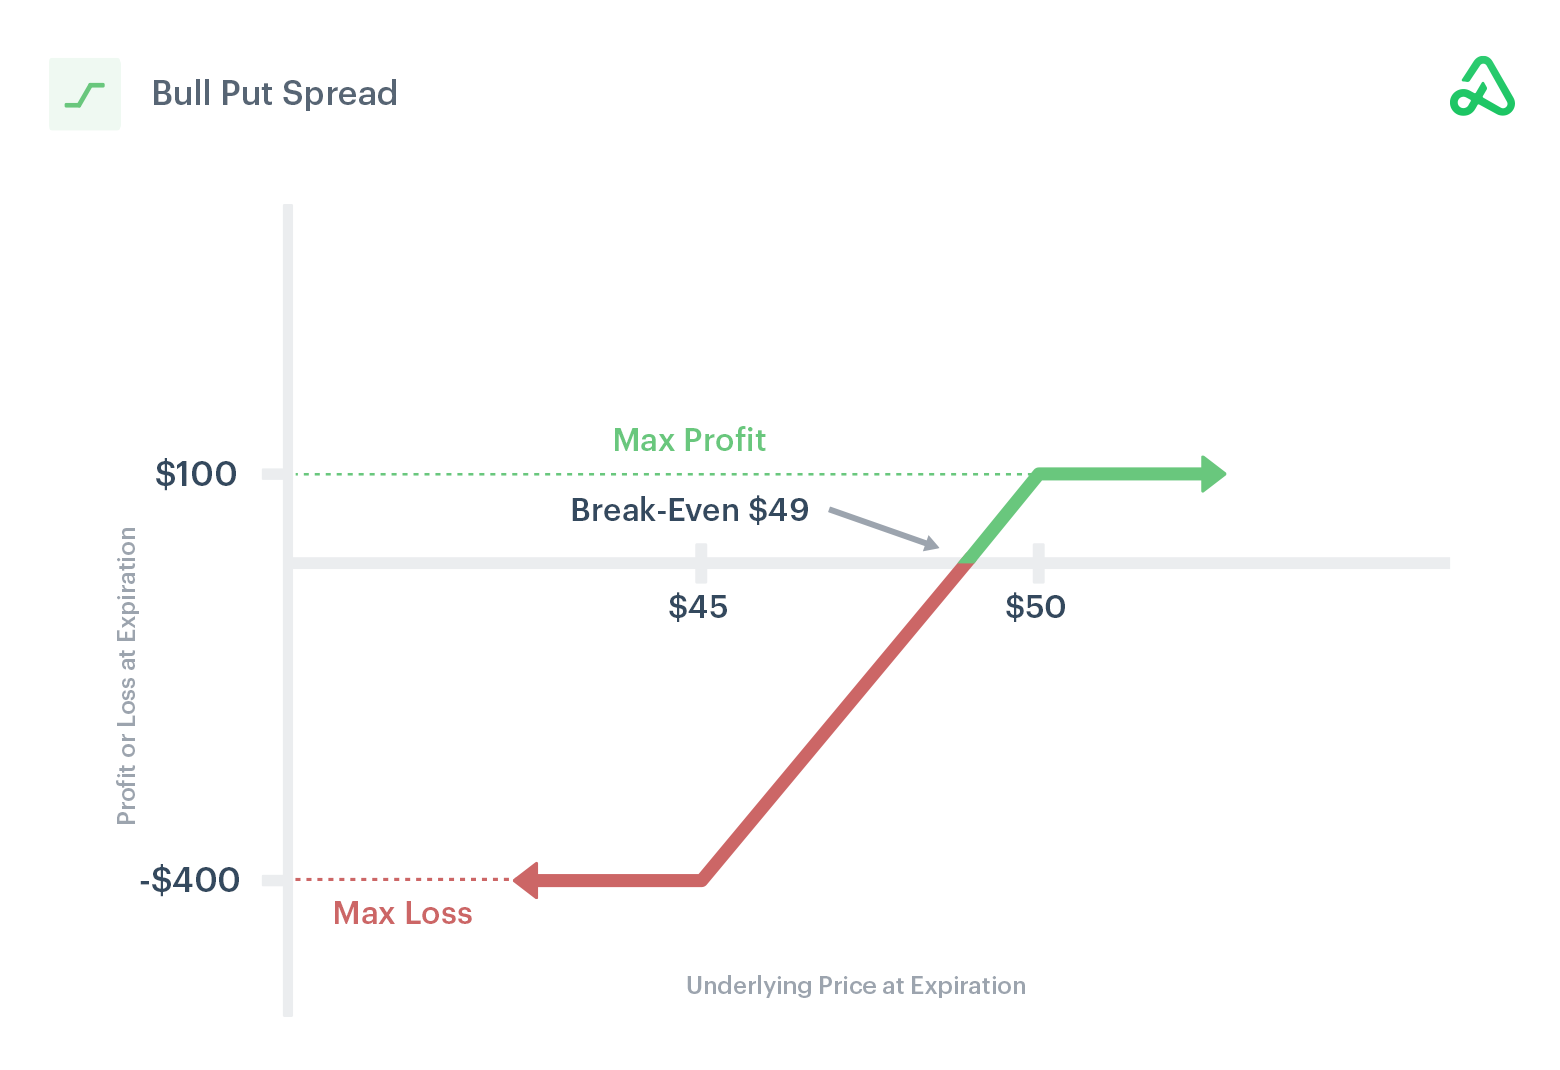 Bull Put Spread
Max Profit
$100
Break-Even $49
$45
$50
Profit or Loss at Expiration
-$400
Max Loss
Underlying Price at Expiration